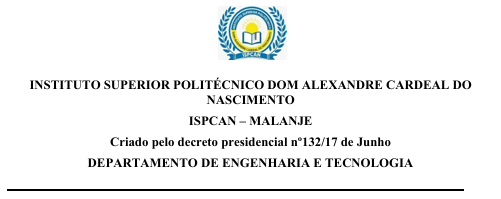 ISPCAN
INSTITUTO SUPERIOR POLITÉCNICO DOM ALEXANDRE CARDEAL DO
NASCIMENTO
ISPCAN – MALANJE
Criado pelo decreto presidencial nº132/17 de Junho
DEPARTAMENTO DE ENGENHARIA E TECNOLOGIA